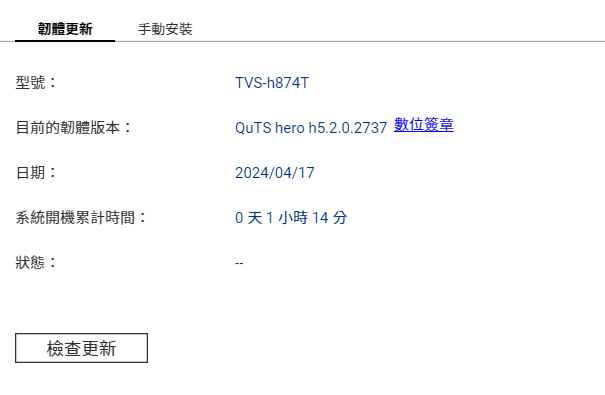 韌體更新 手動安裝
型號： TVS-h874T
目前的韌體版本： QuTS hero h5.2.0.2737 數位簽章
日期： 2024/04/17
系統開機累計時間： 0 天 1 小時 14 分
狀態： --
檢查更新